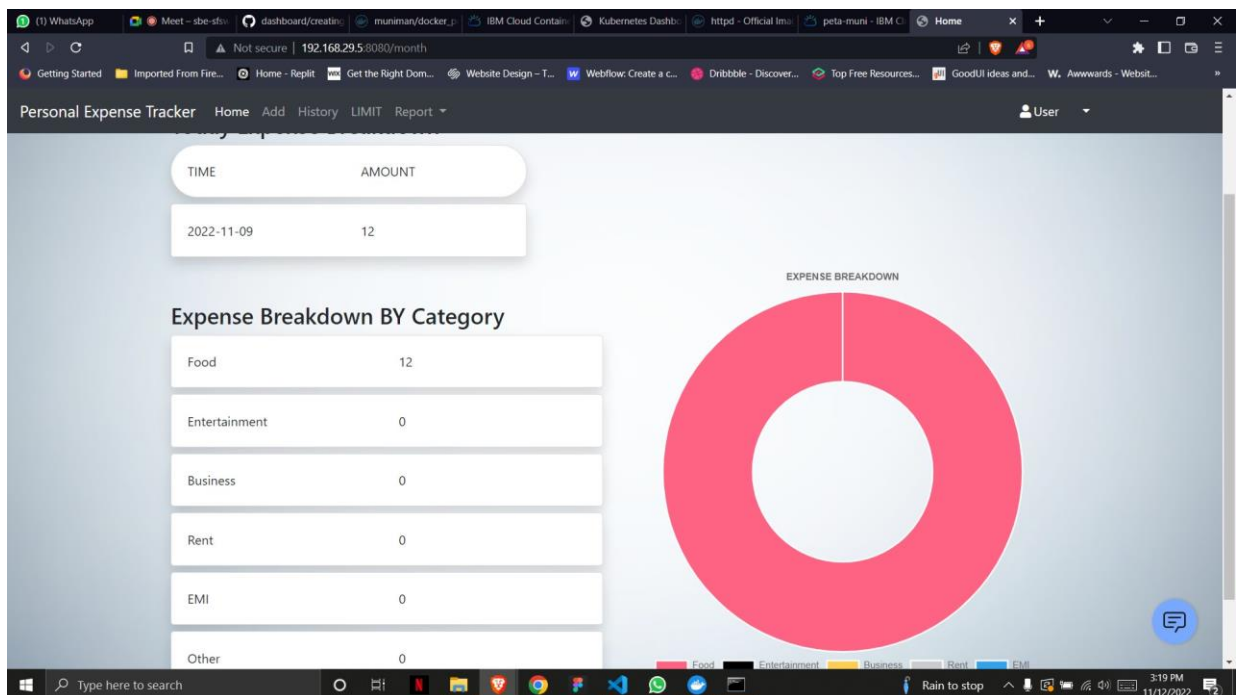 (1) WhatsApp
Meet – sbe-sfsv
dashboard/creating
muniman/docker_p
IBM Cloud Contain
Kubernetes Dashbo
httpd - Official Ima
peta-muni - IBM Cl
Home
Not secure | 192.168.29.5:8080/month
Getting Started
Imported From Fire...
Home - Replit
Get the Right Dom...
Website Design – T...
Webflow: Create a c...
Dribbble - Discover...
Top Free Resources...
GoodUI ideas and...
W. Awwwards - Websit...
Personal Expense Tracker Home Add History LIMIT Report
User
Today Expense Breakdown
TIME AMOUNT
2022-11-09 12
EXPENSE BREAKDOWN
Expense Breakdown BY Category
Food 12
Entertainment 0
Business 0
Rent 0
EMI 0
Other 0
Food Entertainment Business Rent EMI
Type here to search
Rain to stop
3:19 PM
11/12/2022